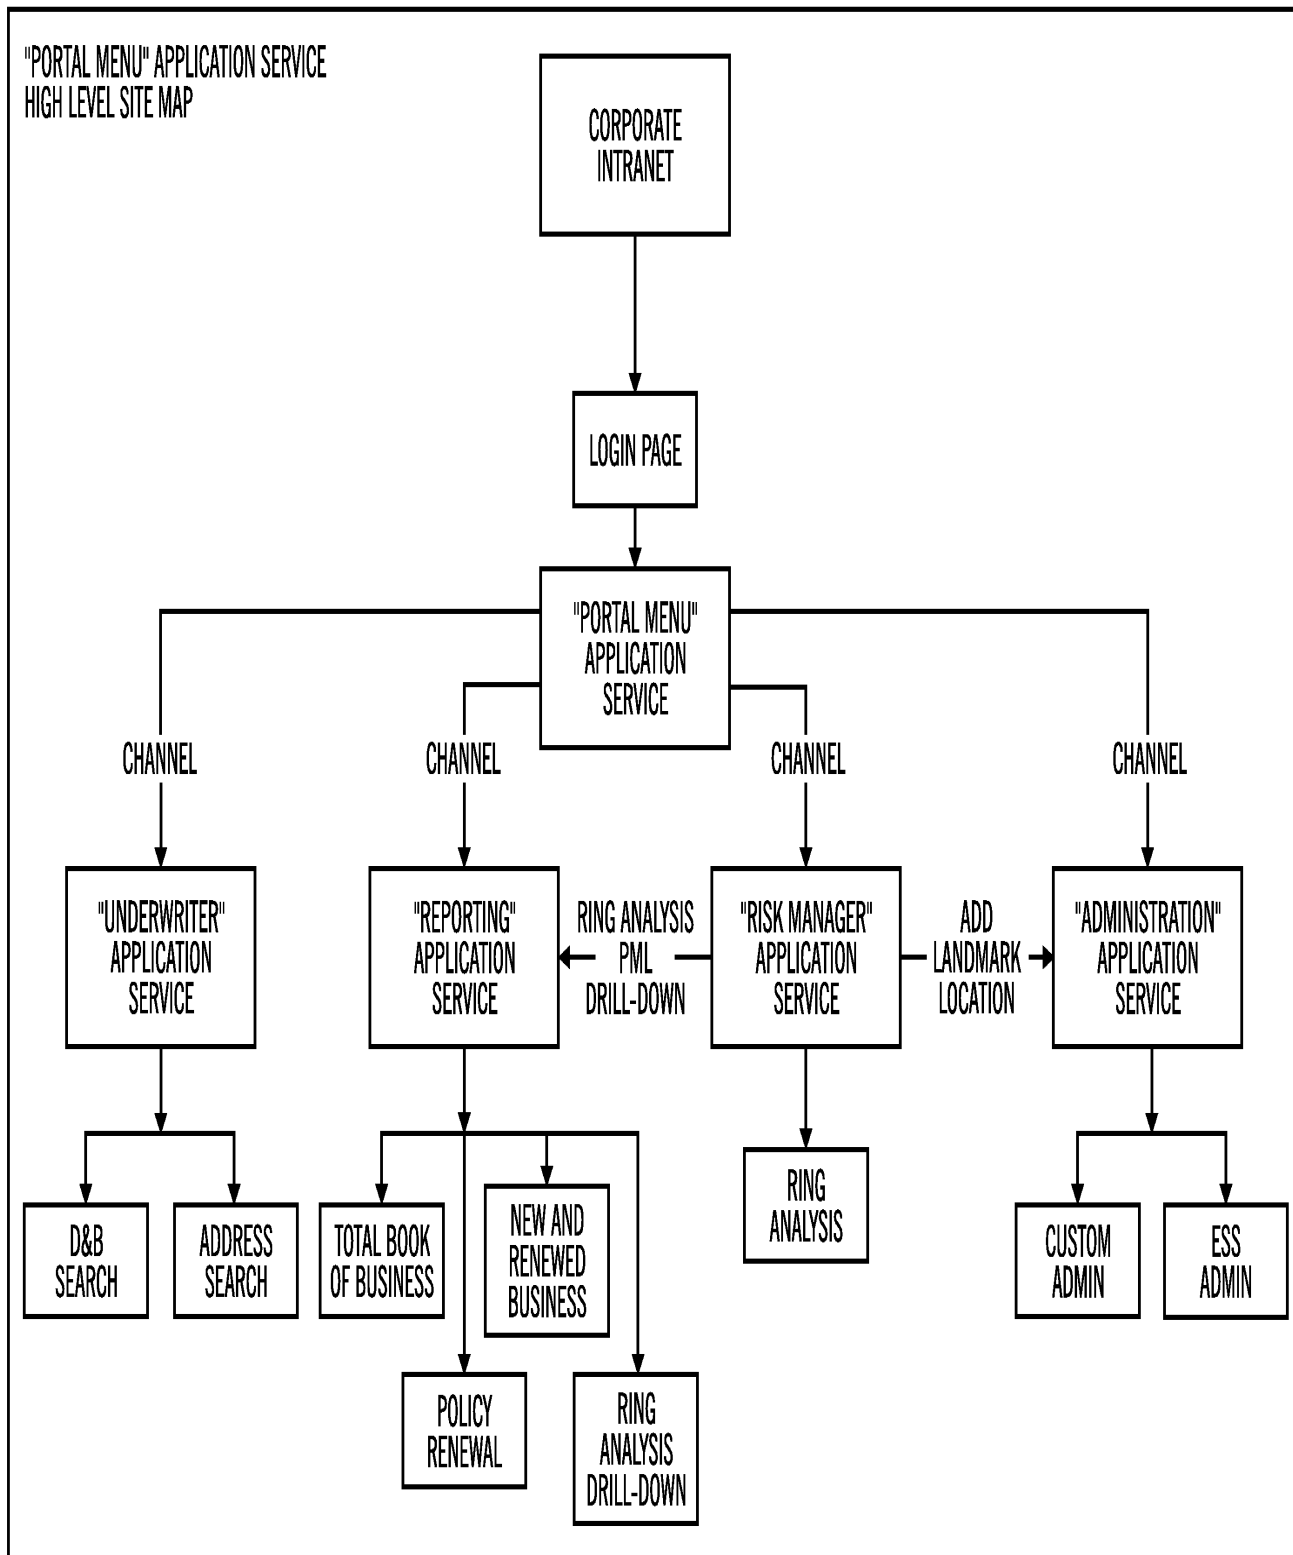 "PORTAL MENU" APPLICATION SERVICE
HIGH LEVEL SITE MAP
CORPORATE
INTRANET
LOGIN PAGE
"PORTAL MENU"
APPLICATION
SERVICE
CHANNEL
CHANNEL
CHANNEL
CHANNEL
"UNDERWRITER"
APPLICATION
SERVICE
"REPORTING"
APPLICATION
SERVICE
RING ANALYSIS
PML
DRILL-DOWN
"RISK MANAGER"
APPLICATION
SERVICE
ADD
LANDMARK
LOCATION
"ADMINISTRATION"
APPLICATION
SERVICE
D&B
SEARCH
ADDRESS
SEARCH
TOTAL BOOK
OF BUSINESS
NEW AND
RENEWED
BUSINESS
RING
ANALYSIS
CUSTOM
ADMIN
ESS
ADMIN
POLICY
RENEWAL
RING
ANALYSIS
DRILL-DOWN